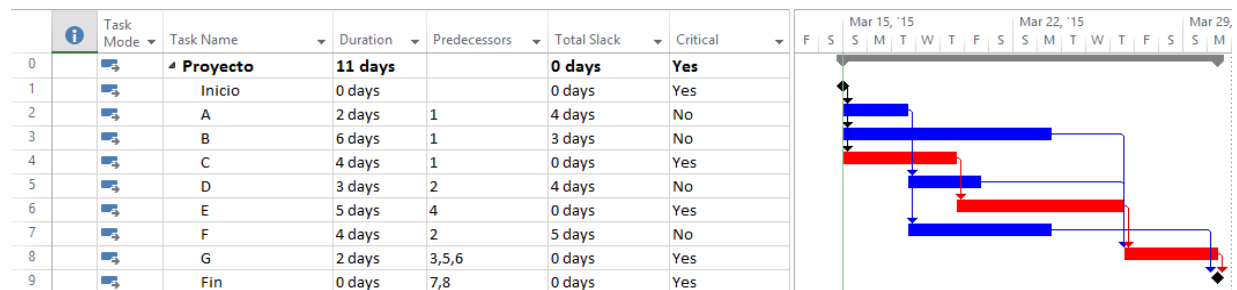 Task Mode Task Name Duration Predecessors Total Slack Critical
Mar 15, '15 Mar 22, '15 Mar 29,
F S S M T W T F S S M T W T F S S M
0 Proyecto 11 days 0 days Yes
1 Inicio 0 days 0 days Yes
2 A 2 days 1 4 days No
3 B 6 days 1 3 days No
4 C 4 days 1 0 days Yes
5 D 3 days 2 4 days No
6 E 5 days 4 0 days Yes
7 F 4 days 2 5 days No
8 G 2 days 3,5,6 0 days Yes
9 Fin 0 days 7,8 0 days Yes